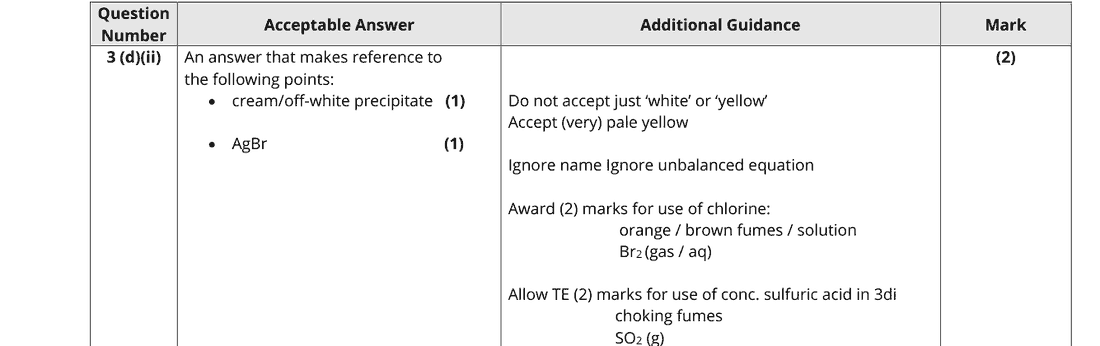 Question Number Acceptable Answer Additional Guidance Mark
3 (d)(ii) An answer that makes reference to (2)
the following points:
• cream/off-white precipitate (1) Do not accept just ‘white’ or ‘yellow’
Accept (very) pale yellow
• AgBr (1)
Ignore name Ignore unbalanced equation
Award (2) marks for use of chlorine:
orange / brown fumes / solution
Br₂ (gas / aq)
Allow TE (2) marks for use of conc. sulfuric acid in 3di
choking fumes
SO₂ (g)